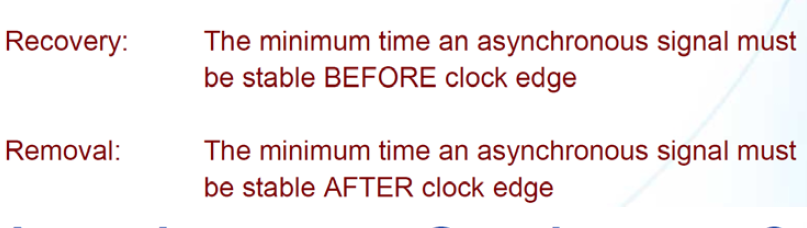 Recovery: The minimum time an asynchronous signal must
be stable BEFORE clock edge
Removal: The minimum time an asynchronous signal must
be stable AFTER clock edge